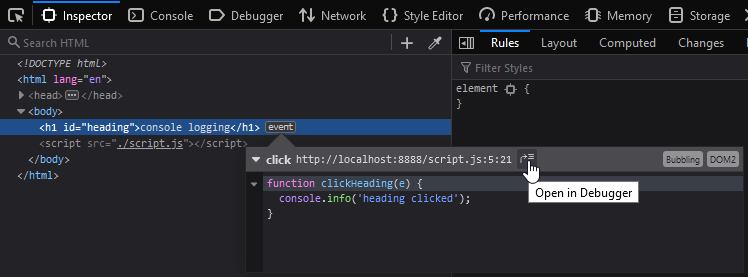 Inspector Console Debugger Network Style Editor Performance Memory Storage
Search HTML
Rules Layout Computed Changes
<!DOCTYPE html>
Filter Styles
<html lang="en">
<head>
</head>
element {
<body>
}
<h1 id="heading">console logging</h1> event
<script src="./script.js"></script>
</body>
</html>
click http://localhost:8888/script.js:5:21 Bubbling DOM2
function clickHeading(e) {
console.info('heading clicked');
}
Open in Debugger